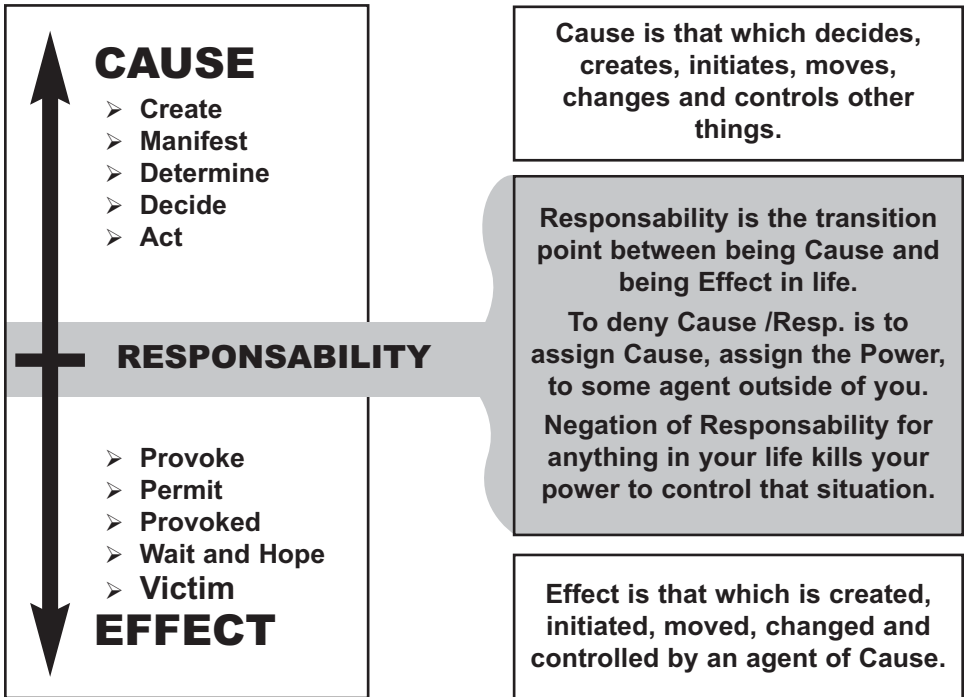 CAUSE
➢ Create
➢ Manifest
➢ Determine
➢ Decide
➢ Act
RESPONSABILITY
➢ Provoke
➢ Permit
➢ Provoked
➢ Wait and Hope
➢ Victim
EFFECT
Cause is that which decides,
creates, initiates, moves,
changes and controls other
things.
Responsability is the transition
point between being Cause and
being Effect in life.
To deny Cause /Resp. is to
assign Cause, assign the Power,
to some agent outside of you.
Negation of Responsability for
anything in your life kills your
power to control that situation.
Effect is that which is created,
initiated, moved, changed and
controlled by an agent of Cause.